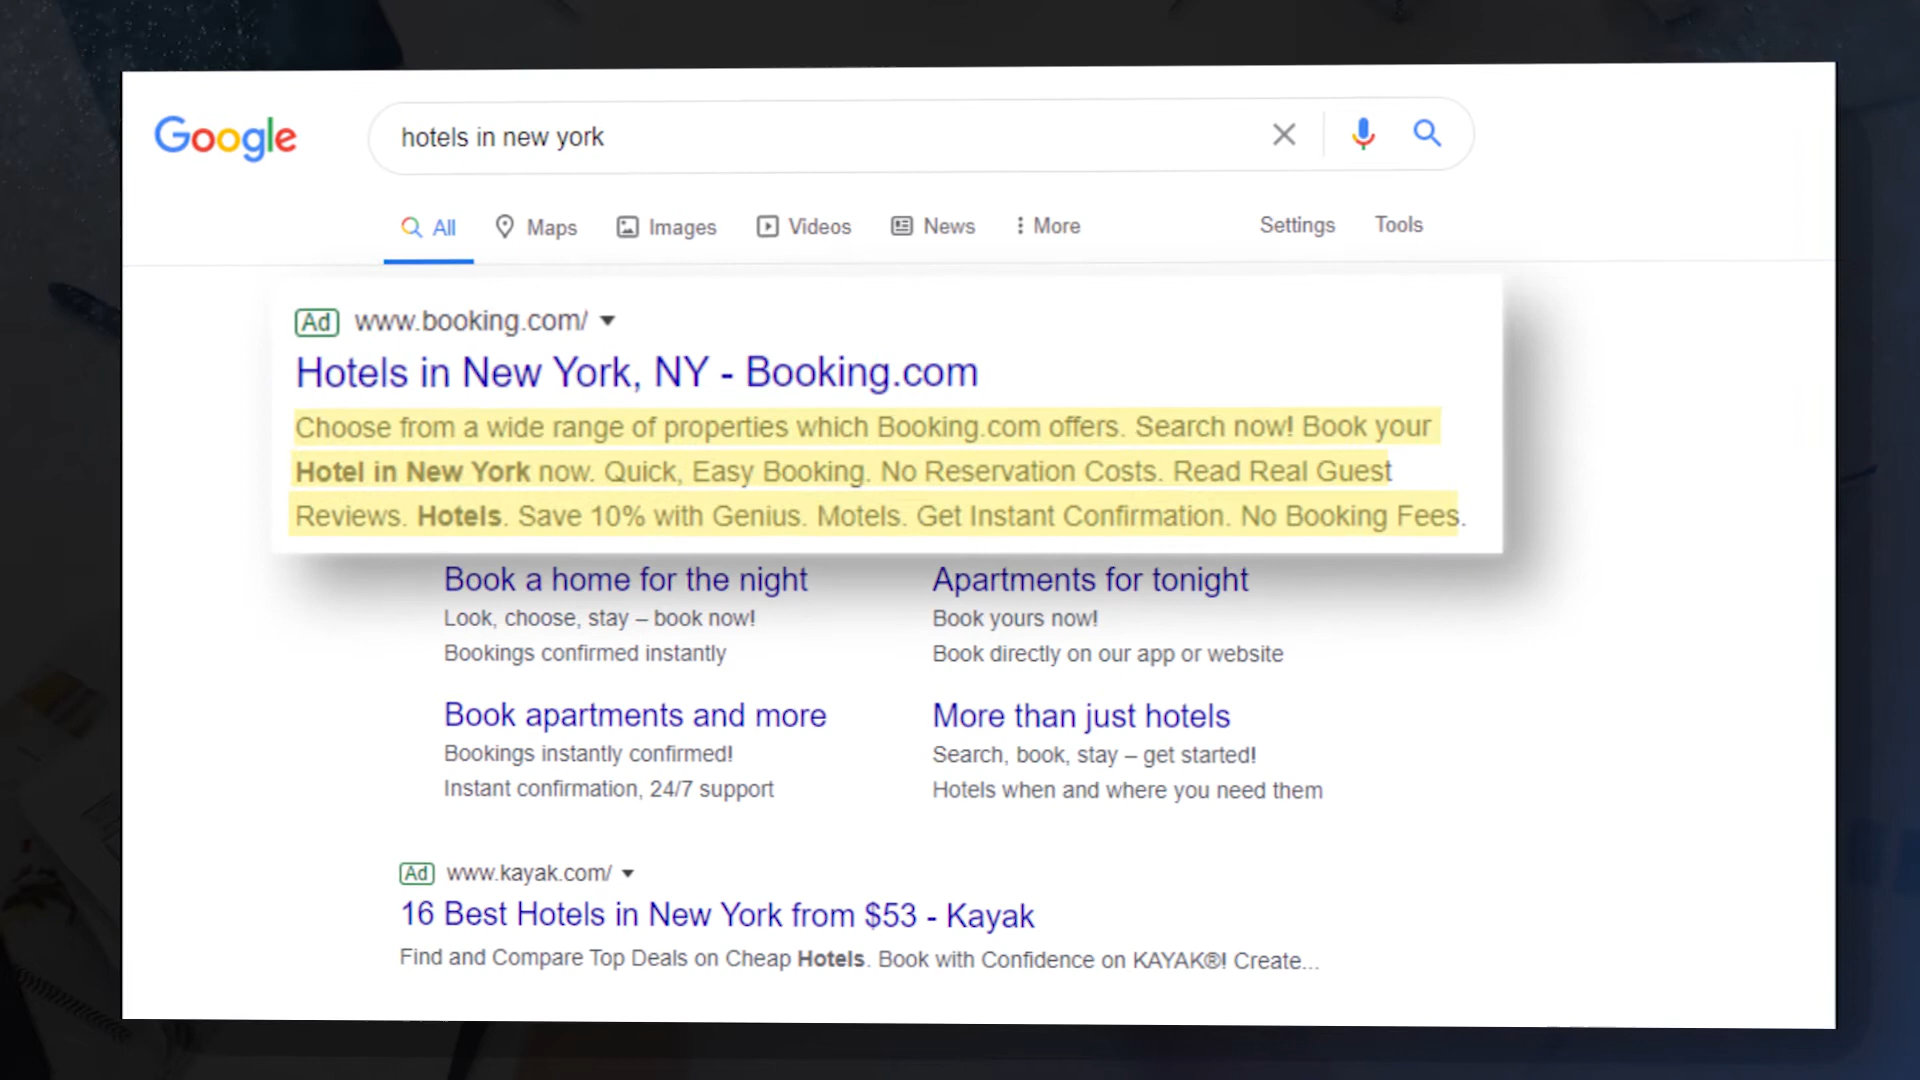 Google
hotels in new york
All Maps Images Videos News More Settings Tools
Ad www.booking.com/
Hotels in New York, NY - Booking.com
Choose from a wide range of properties which Booking.com offers. Search now! Book your
Hotel in New York now. Quick, Easy Booking. No Reservation Costs. Read Real Guest
Reviews. Hotels. Save 10% with Genius. Motels. Get Instant Confirmation. No Booking Fees.
Book a home for the night
Look, choose, stay – book now!
Bookings confirmed instantly
Apartments for tonight
Book yours now!
Book directly on our app or website
Book apartments and more
Bookings instantly confirmed!
Instant confirmation, 24/7 support
More than just hotels
Search, book, stay – get started!
Hotels when and where you need them
Ad www.kayak.com/
16 Best Hotels in New York from $53 - Kayak
Find and Compare Top Deals on Cheap Hotels. Book with Confidence on KAYAK®! Create...